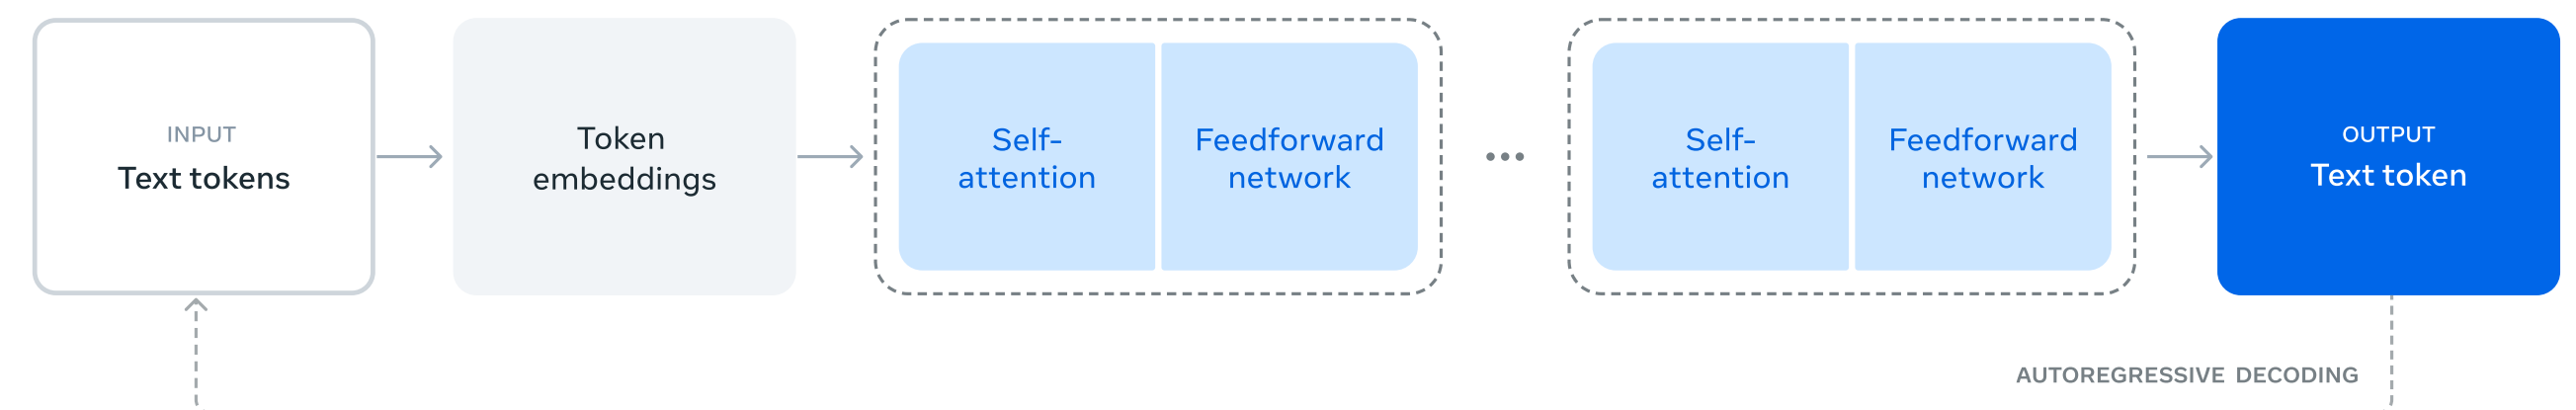 INPUT
Text tokens
Token
embeddings
Self-
attention
Feedforward
network
Self-
attention
Feedforward
network
OUTPUT
Text token
AUTOREGRESSIVE DECODING